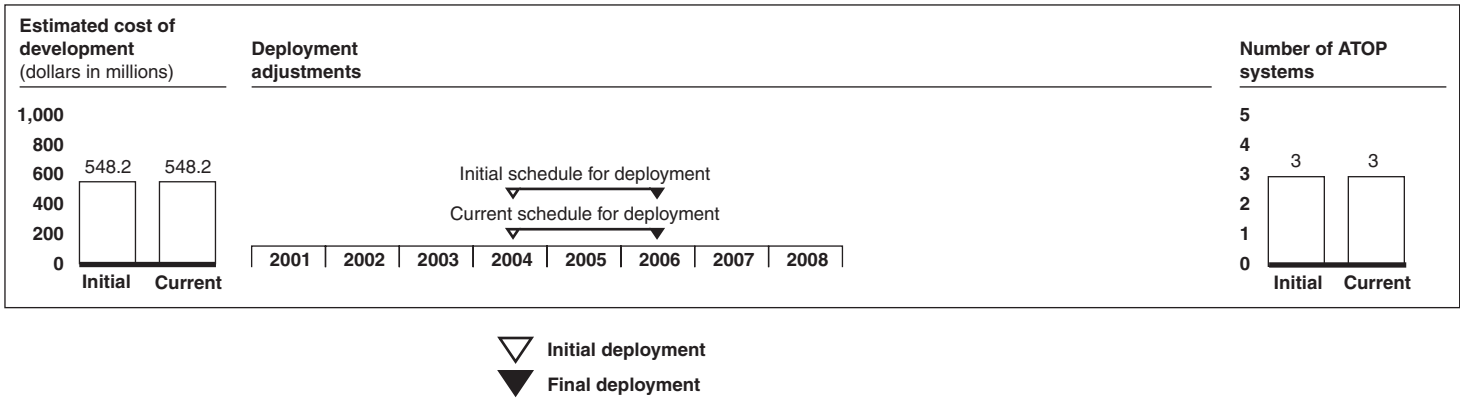 Estimated cost of
development
(dollars in millions)
1,000
800
600
400
200
0
548.2
548.2
Initial
Current
Deployment
adjustments
Initial schedule for deployment
Current schedule for deployment
2001 2002 2003 2004 2005 2006 2007 2008
Number of ATOP
systems
5
4
3
2
1
0
3
3
Initial
Current
Initial deployment
Final deployment